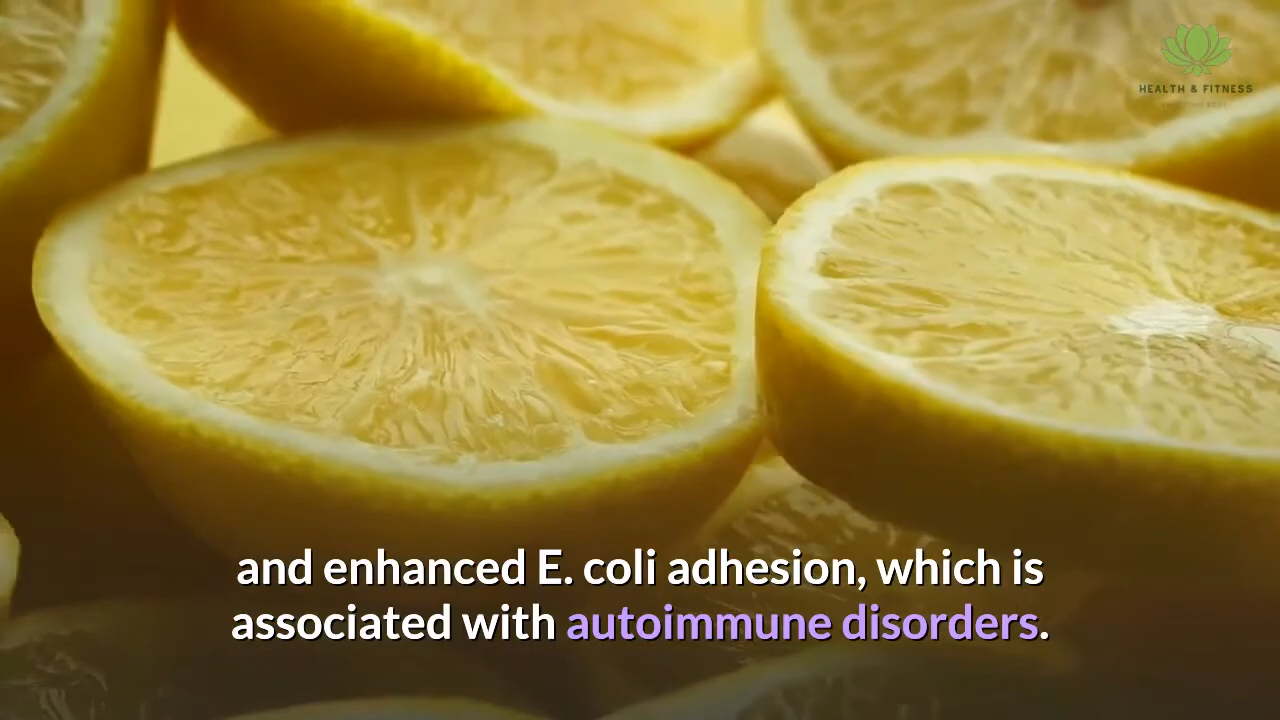 HEALTH & FITNESS
and enhanced E. coli adhesion, which is
associated with autoimmune disorders.